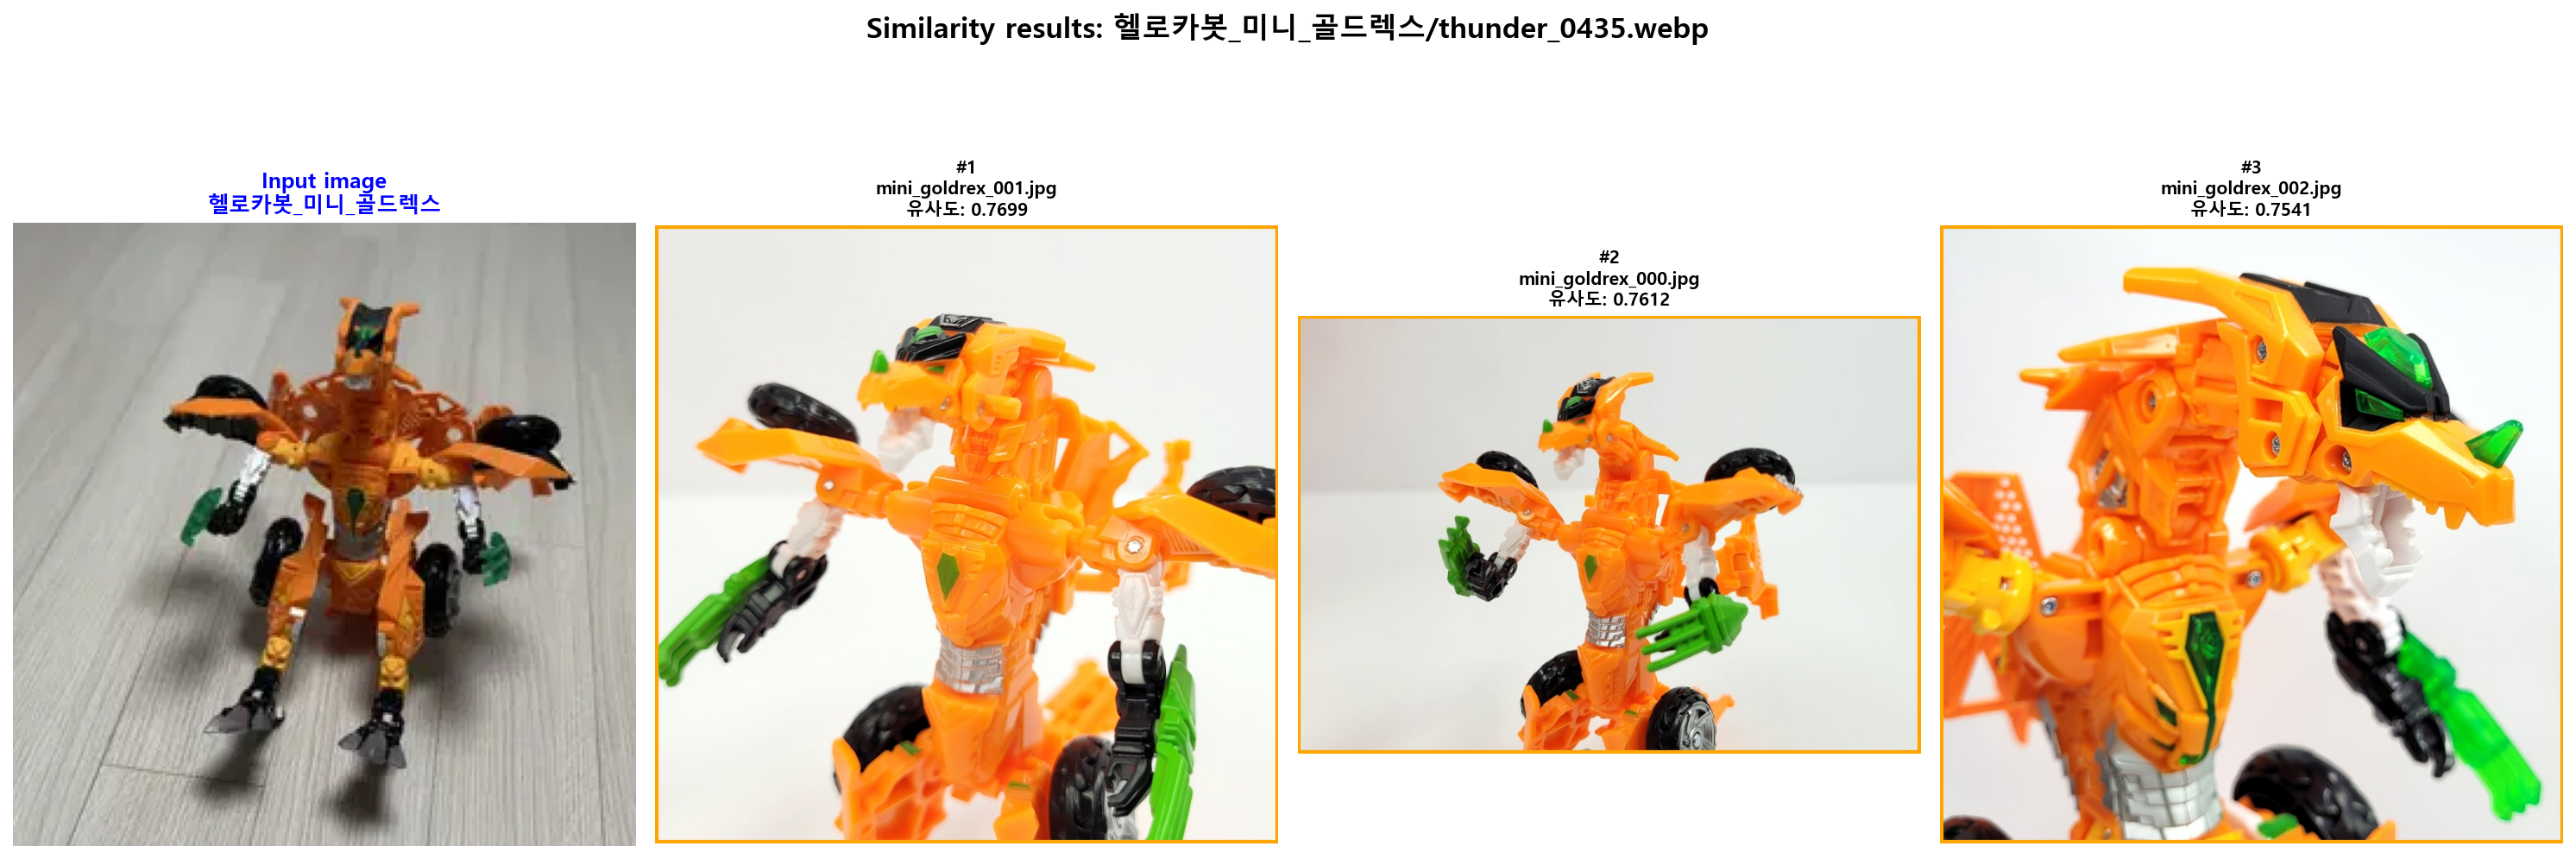 Similarity results: 헬로카봇_미니_골드렉스/thunder_0435.webp
Input image
헬로카봇_미니_골드렉스
#1
mini_goldrex_001.jpg
유사도: 0.7699
#2
mini_goldrex_000.jpg
유사도: 0.7612
#3
mini_goldrex_002.jpg
유사도: 0.7541